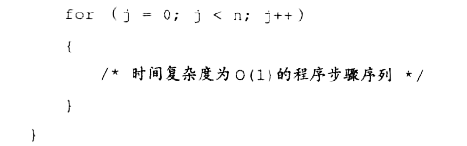 for (j = 0; j < n; j++)
{
/* 时间复杂度为O(1)的程序步骤序列 */
}
}